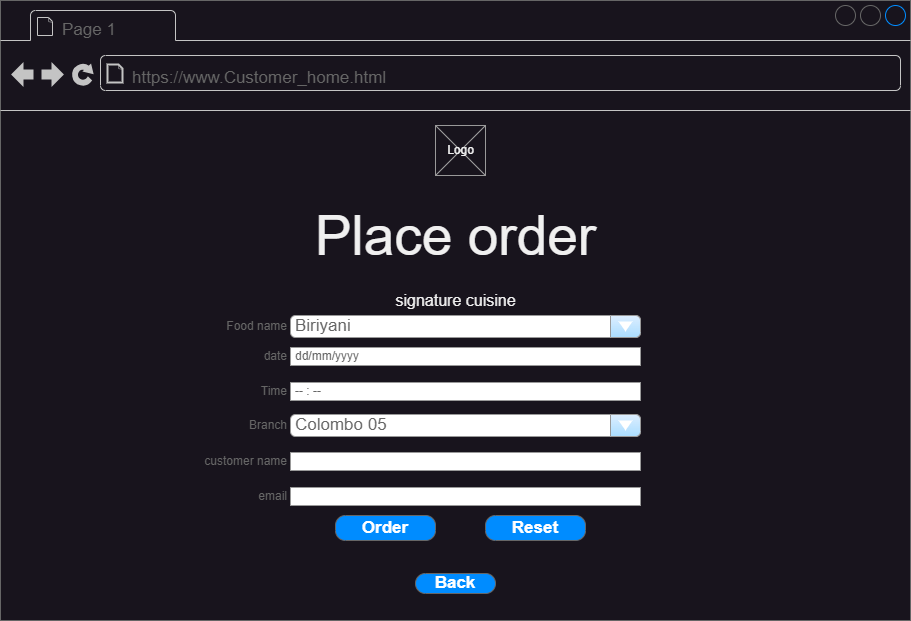 Page 1
https://www.Customer_home.html
Logo
Place order
signature cuisine
Food name Biriyani
date dd/mm/yyyy
Time -- : --
Branch Colombo 05
customer name
email
Order Reset
Back